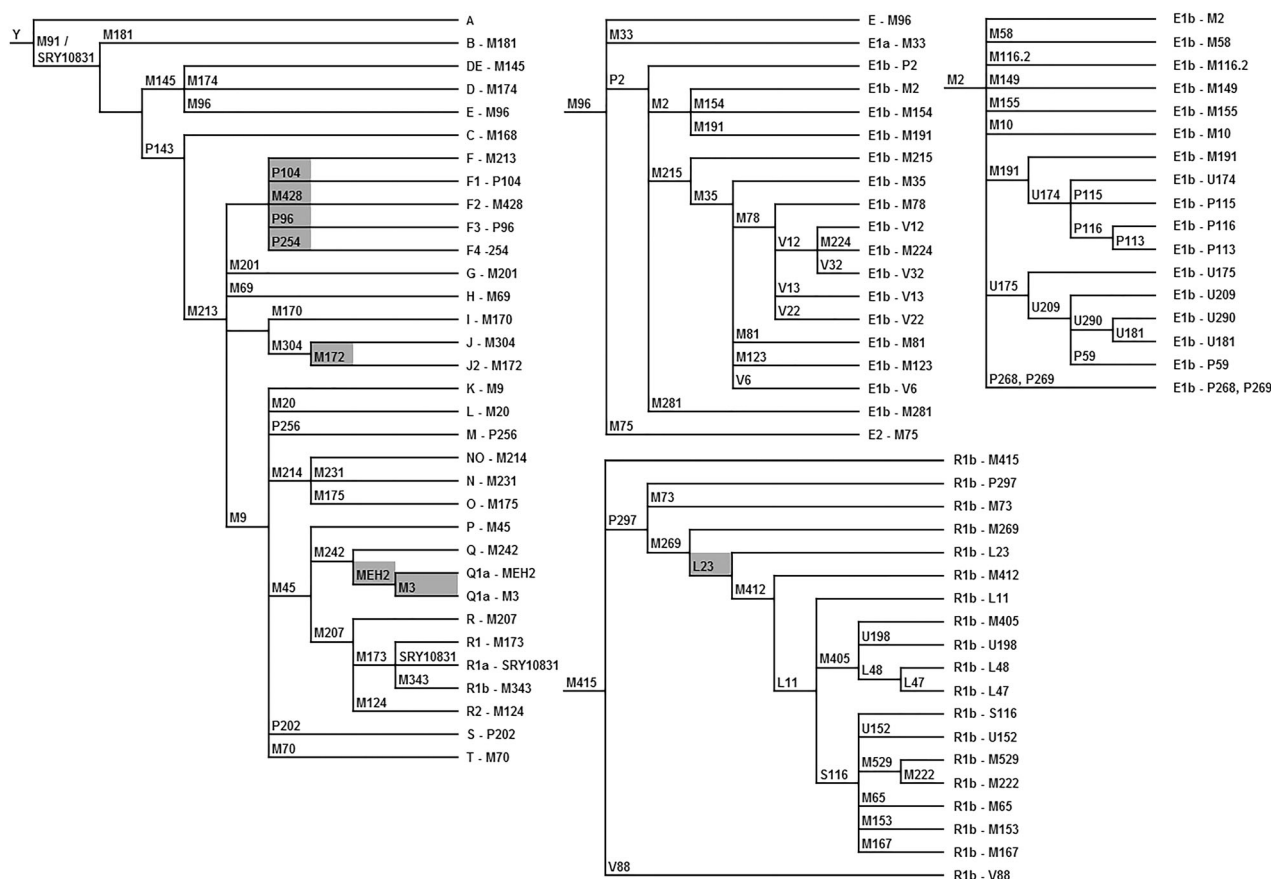 Y
M91 /
SRY10831
A
M181
B - M181
DE - M145
M145
M174
D - M174
M96
E - M96
P143
C - M168
F - M213
P104
F1 - P104
M428
F2 - M428
P96
F3 - P96
P254
F4 -254
M201
G - M201
M69
H - M69
M213
M170
I - M170
M304
J - M304
M172
J2 - M172
K - M9
M20
L - M20
P256
M - P256
NO - M214
M214
M231
N - M231
M175
O - M175
M9
P - M45
M242
Q - M242
MEH2
Q1a - MEH2
M3
Q1a - M3
M45
R - M207
M207
R1 - M173
M173
SRY10831
R1a - SRY10831
M343
R1b - M343
M124
R2 - M124
P202
S - P202
M70
T - M70
E - M96
M33
E1a - M33
P2
E1b - P2
E1b - M2
M96
M2
M154
E1b - M154
M191
E1b - M191
M215
E1b - M215
M35
E1b - M35
M78
E1b - M78
E1b - V12
V12
M224
E1b - M224
V32
E1b - V32
V13
E1b - V13
V22
E1b - V22
M81
E1b - M81
M123
E1b - M123
V6
E1b - V6
M281
E1b - M281
M75
E2 - M75
E1b - M2
M58
E1b - M58
M116.2
E1b - M116.2
M2
M149
E1b - M149
M155
E1b - M155
M10
E1b - M10
M191
E1b - M191
U174
E1b - U174
P115
E1b - P115
P116
E1b - P116
P113
E1b - P113
U175
E1b - U175
U209
E1b - U209
U290
E1b - U290
U181
E1b - U181
P59
E1b - P59
P268, P269
E1b - P268, P269
R1b - M415
P297
R1b - P297
M73
R1b - M73
M269
R1b - M269
L23
R1b - L23
M412
R1b - M412
R1b - L11
R1b - M405
U198
R1b - U198
M405
L48
R1b - L48
M415
L11
L47
R1b - L47
R1b - S116
U152
R1b - U152
M529
R1b - M529
S116
M222
R1b - M222
M65
R1b - M65
M153
R1b - M153
M167
R1b - M167
V88
R1b - V88